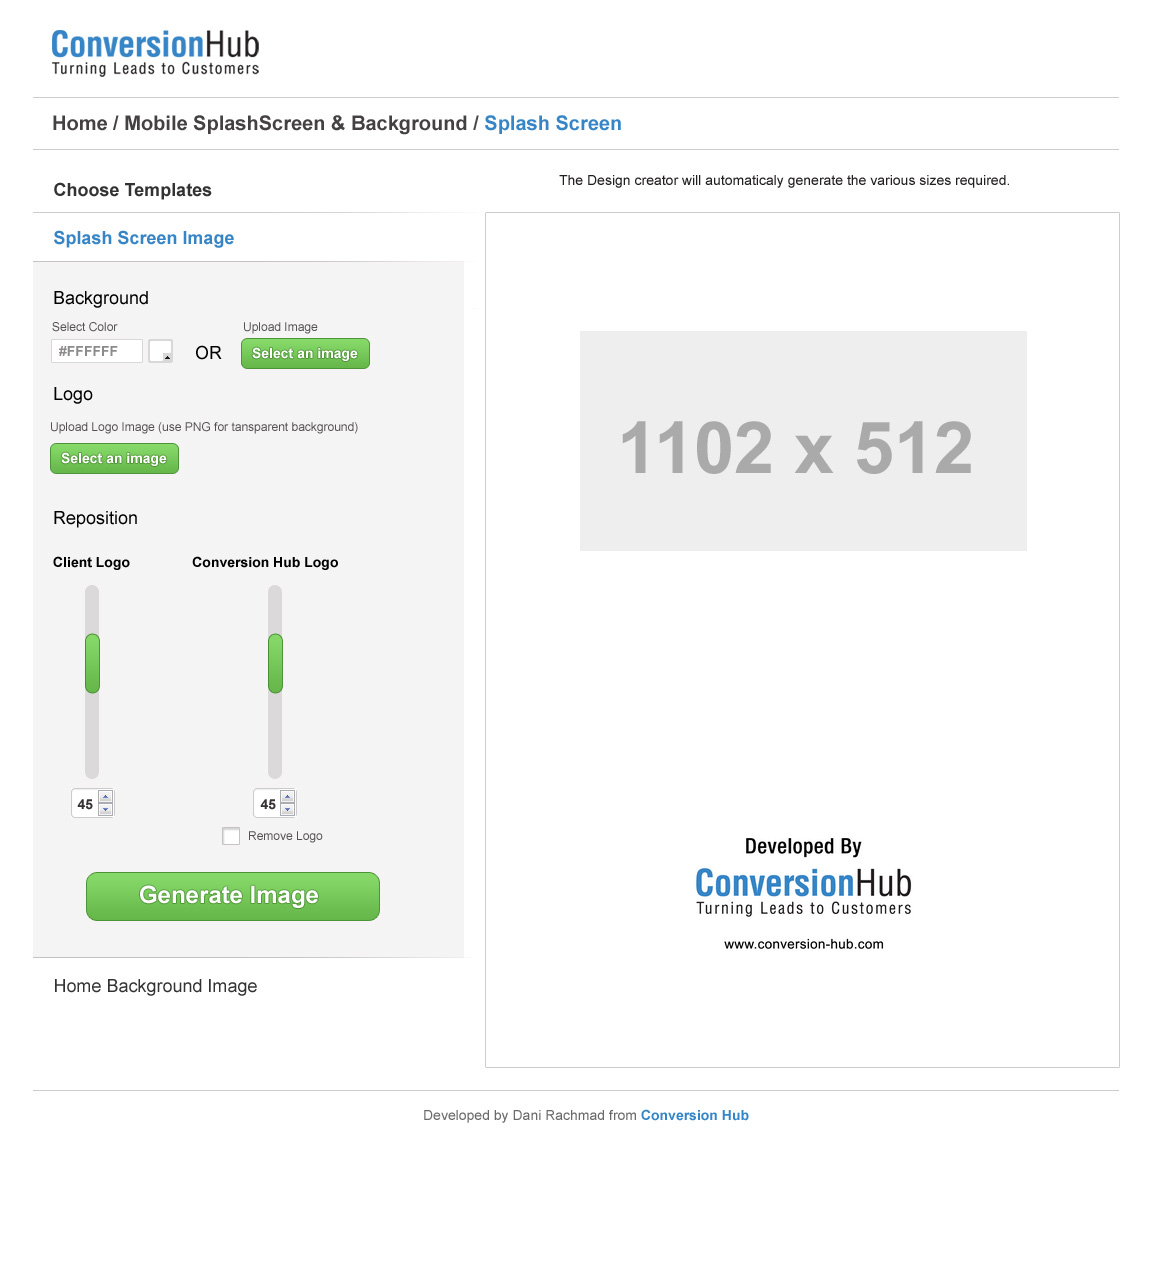 ConversionHub
Turning Leads to Customers
Home / Mobile SplashScreen & Background / Splash Screen
Choose Templates
The Design creator will automaticaly generate the various sizes required.
Splash Screen Image
Background
Select Color
Upload Image
#FFFFFF
OR
Select an image
Logo
Upload Logo Image (use PNG for tansparent background)
Select an image
Reposition
Client Logo
Conversion Hub Logo
45
45
Remove Logo
Generate Image
Home Background Image
1102 x 512
Developed By
ConversionHub
Turning Leads to Customers
www.conversion-hub.com
Developed by Dani Rachmad from Conversion Hub